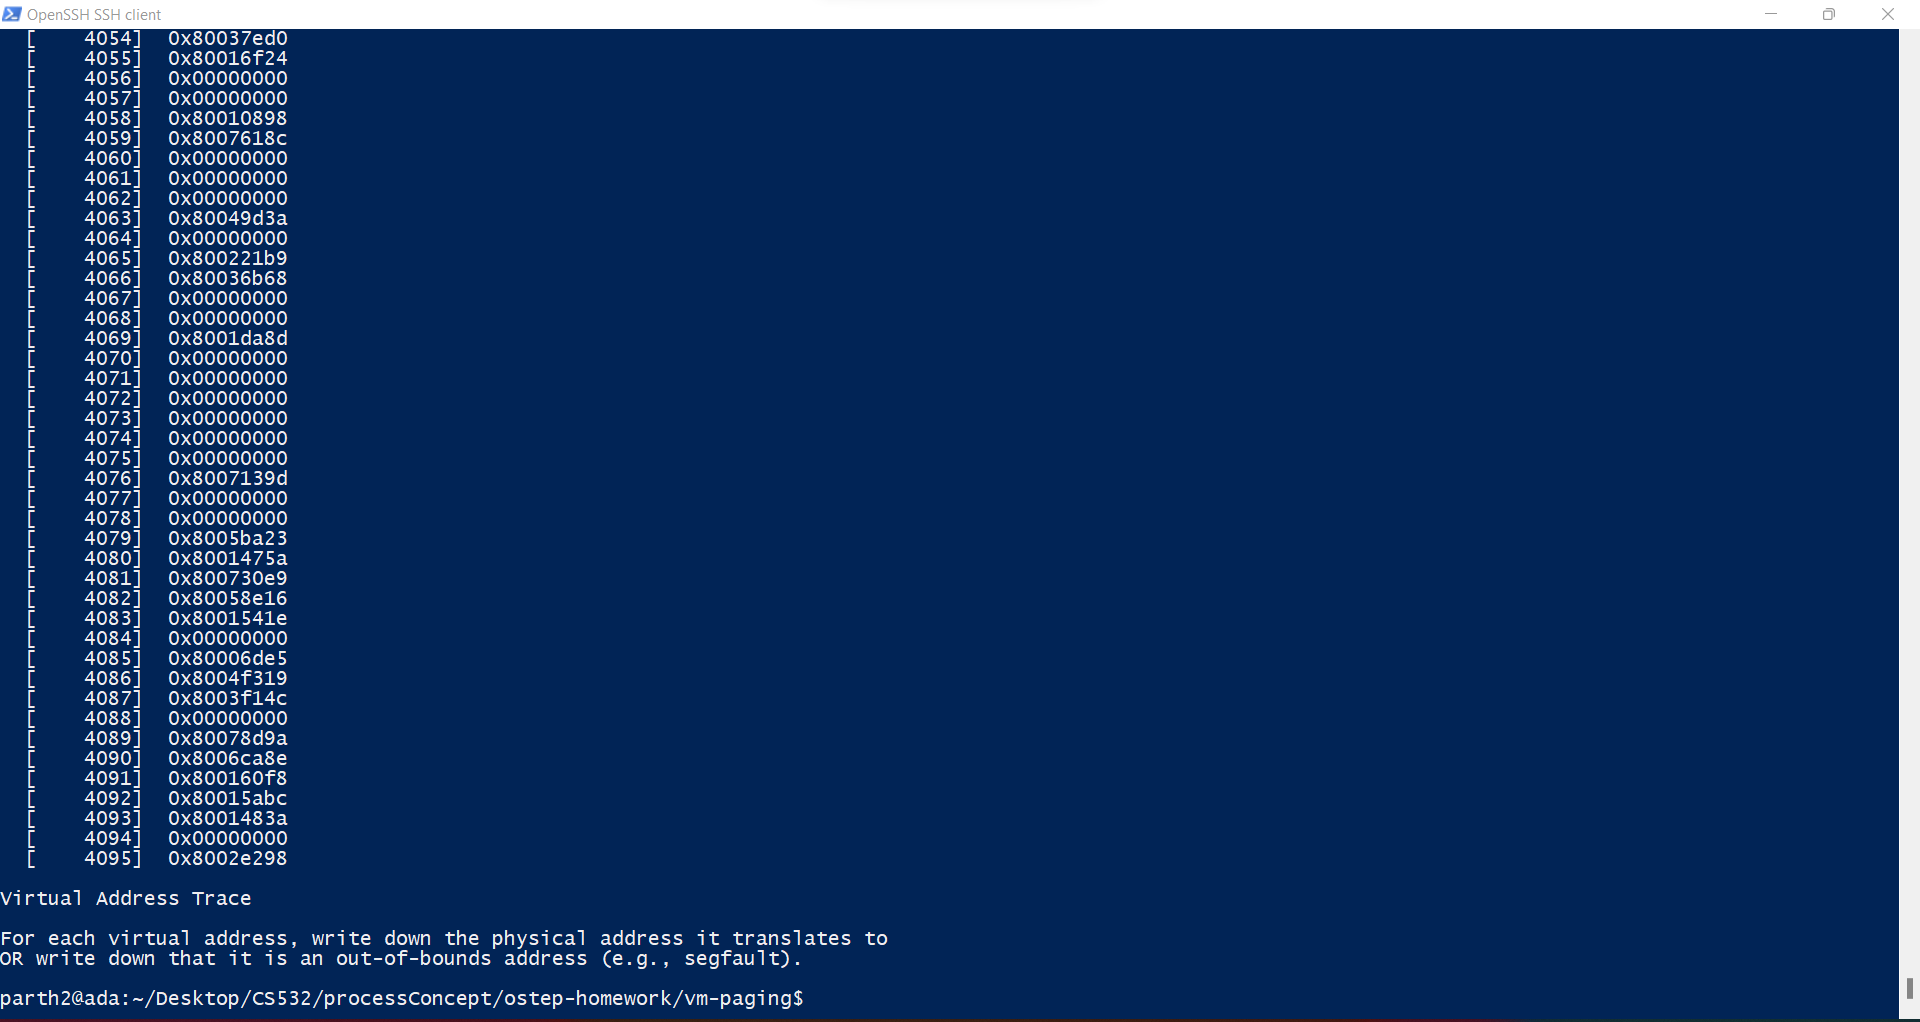 OpenSSH SSH client
[    4054]  0x80037ed0
[    4055]  0x80016f24
[    4056]  0x00000000
[    4057]  0x00000000
[    4058]  0x80010898
[    4059]  0x8007618c
[    4060]  0x00000000
[    4061]  0x00000000
[    4062]  0x00000000
[    4063]  0x80049d3a
[    4064]  0x00000000
[    4065]  0x800221b9
[    4066]  0x80036b68
[    4067]  0x00000000
[    4068]  0x00000000
[    4069]  0x8001da8d
[    4070]  0x00000000
[    4071]  0x00000000
[    4072]  0x00000000
[    4073]  0x00000000
[    4074]  0x00000000
[    4075]  0x00000000
[    4076]  0x8007139d
[    4077]  0x00000000
[    4078]  0x00000000
[    4079]  0x8005ba23
[    4080]  0x8001475a
[    4081]  0x800730e9
[    4082]  0x80058e16
[    4083]  0x8001541e
[    4084]  0x00000000
[    4085]  0x80006de5
[    4086]  0x8004f319
[    4087]  0x8003f14c
[    4088]  0x00000000
[    4089]  0x80078d9a
[    4090]  0x8006ca8e
[    4091]  0x800160f8
[    4092]  0x80015abc
[    4093]  0x8001483a
[    4094]  0x00000000
[    4095]  0x8002e298
Virtual Address Trace
For each virtual address, write down the physical address it translates to
OR write down that it is an out-of-bounds address (e.g., segfault).
parth2@ada:~/Desktop/CS532/processConcept/ostep-homework/vm-paging$